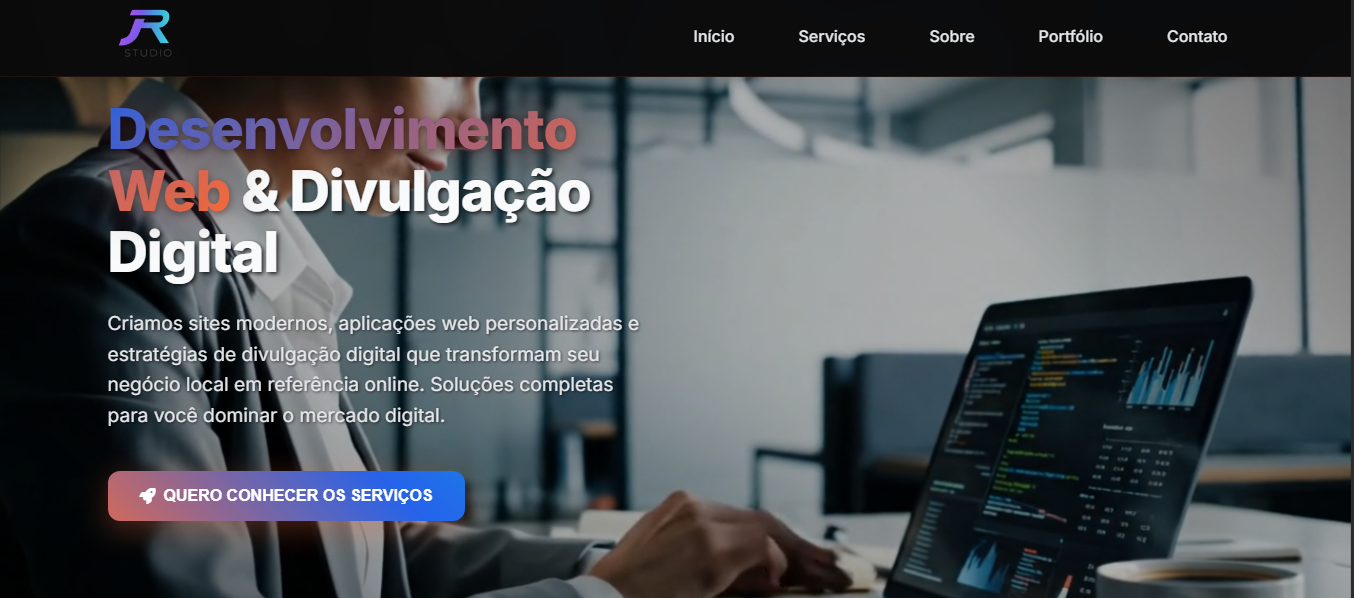 JR
STUDIO
Início
Serviços
Sobre
Portfólio
Contato
Desenvolvimento
Web & Divulgação
Digital
Criamos sites modernos, aplicações web personalizadas e
estratégias de divulgação digital que transformam seu
negócio local em referência online. Soluções completas
para você dominar o mercado digital.
QUERO CONHECER OS SERVIÇOS